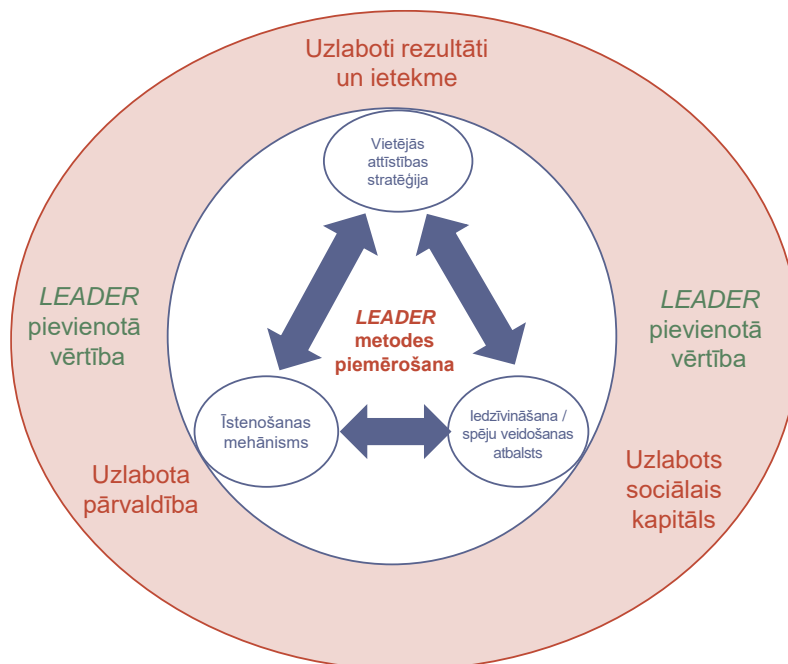 Uzlaboti rezultāti
un ietekme
Vietējās
attīstības
stratēģija
LEADER
pievienotā
vērtība
LEADER
metodes
piemērošana
LEADER
pievienotā
vērtība
Īstenošanas
mehānisms
Iedzīvināšana /
spēju veidošanas
atbalsts
Uzlabota
pārvaldība
Uzlabots
sociālais
kapitāls